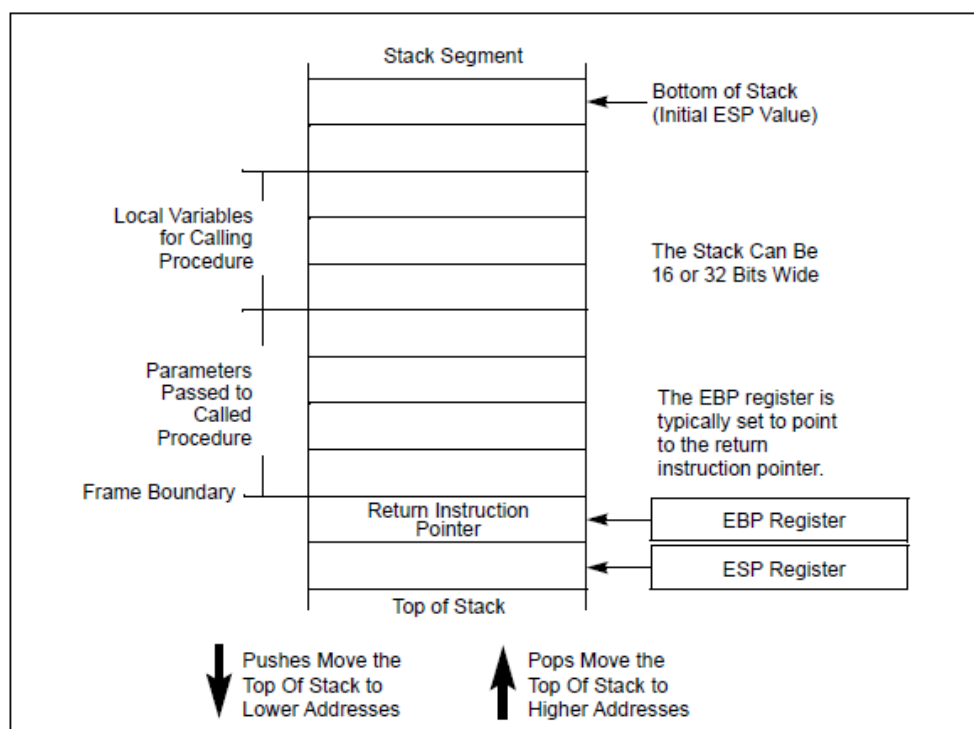 Stack Segment
Bottom of Stack
(Initial ESP Value)
Local Variables
for Calling
Procedure
The Stack Can Be
16 or 32 Bits Wide
Parameters
Passed to
Called
Procedure
The EBP register is
typically set to point
to the return
instruction pointer.
Frame Boundary
Return Instruction
Pointer
EBP Register
ESP Register
Top of Stack
Pushes Move the
Top Of Stack to
Lower Addresses
Pops Move the
Top Of Stack to
Higher Addresses